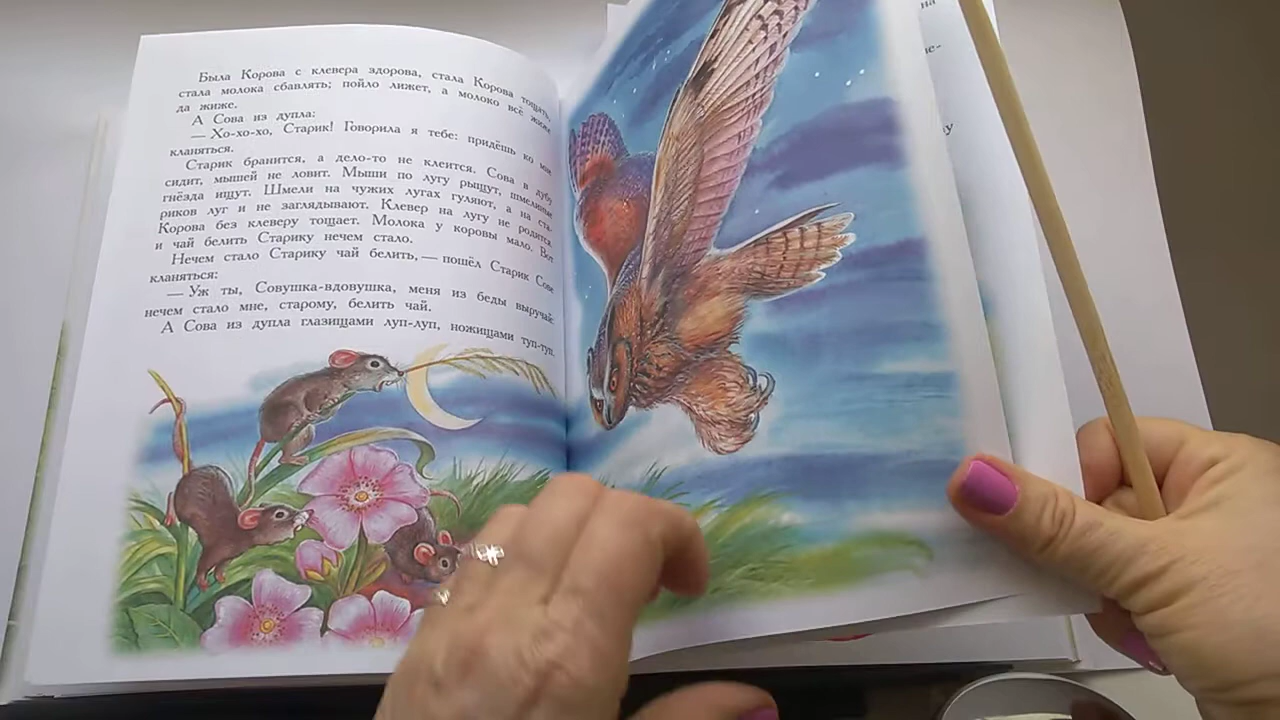 Была Корова с клевера здорова, стала Корова тощать,
стала молока сбавлять; пойло лижет, а молоко всё жиже
да жиже.
А Сова из дупла:
— Хо-хо-хо, Старик! Говорила я тебе: придёшь ко мне
кланяться.
Старик бранится, а дело-то не клеится. Сова в дубу
сидит, мышей не ловит. Мыши по лугу рыщут, шмелиные
гнёзда ищут. Шмели на чужих лугах гуляют, а на ста-
риков луг и не заглядывают. Клевер на лугу не родится.
Корова без клеверу тощает. Молока у коровы мало. Вот
и чай белить Старику нечем стало.
Нечем стало Старику чай белить, — пошёл Старик Сове
кланяться:
— Уж ты, Совушка-вдовушка, меня из беды выручай:
нечем стало мне, старому, белить чай.
А Сова из дупла глазищами луп-луп, ножищами туп-туп.
на